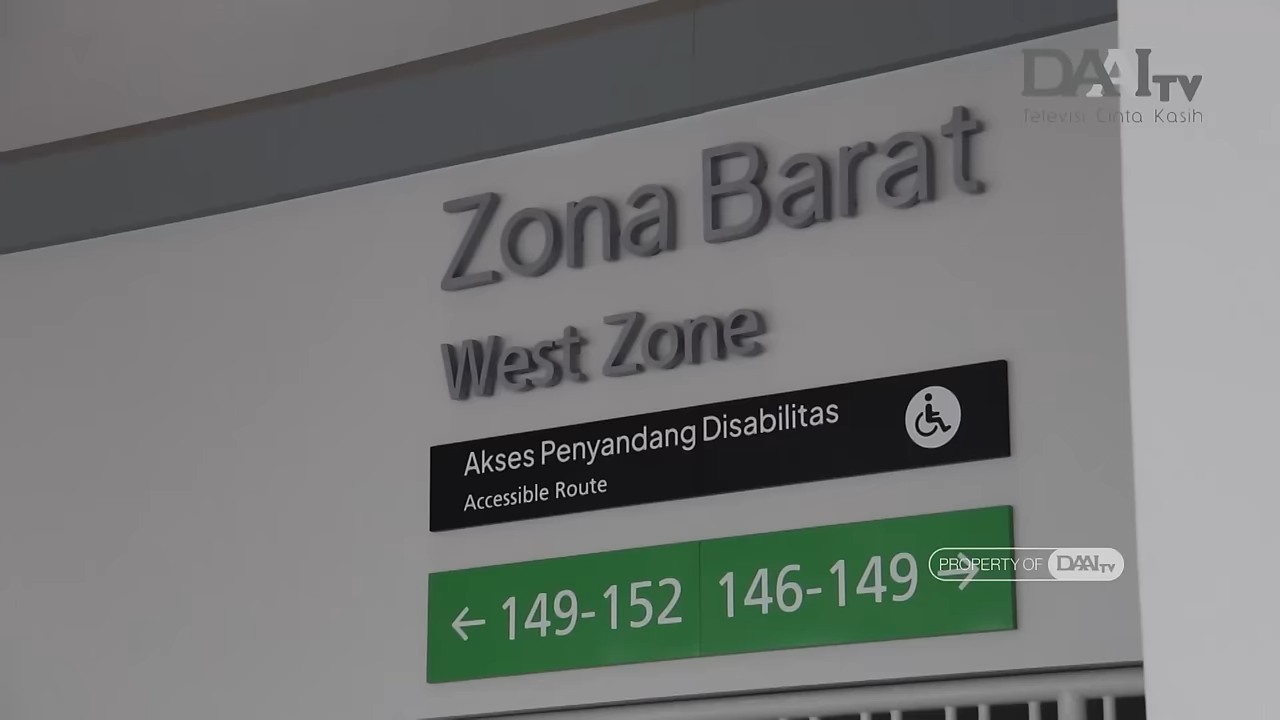 DAAI TV
Televisi Cinta Kasih
Zona Barat
West Zone
Akses Penyandang Disabilitas
Accessible Route
← 149-152 146-149 →
PROPERTY OF DAAI TV